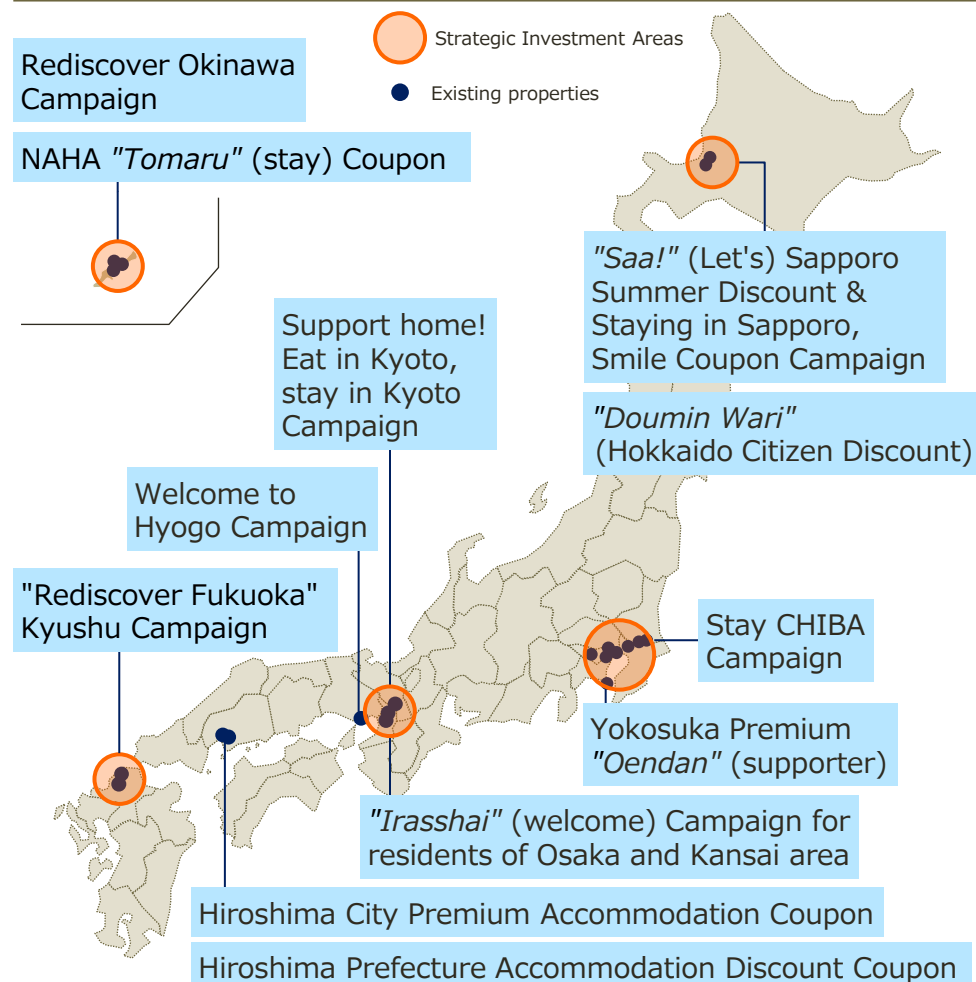 Strategic Investment Areas
Existing properties
Rediscover Okinawa
Campaign
NAHA "Tomaru" (stay) Coupon
"Saa!" (Let's) Sapporo
Summer Discount &
Staying in Sapporo,
Smile Coupon Campaign
"Doumin Wari"
(Hokkaido Citizen Discount)
Support home!
Eat in Kyoto,
stay in Kyoto
Campaign
Welcome to
Hyogo Campaign
"Rediscover Fukuoka"
Kyushu Campaign
Stay CHIBA
Campaign
Yokosuka Premium
"Oendan" (supporter)
"Irasshai" (welcome) Campaign for
residents of Osaka and Kansai area
Hiroshima City Premium Accommodation Coupon
Hiroshima Prefecture Accommodation Discount Coupon